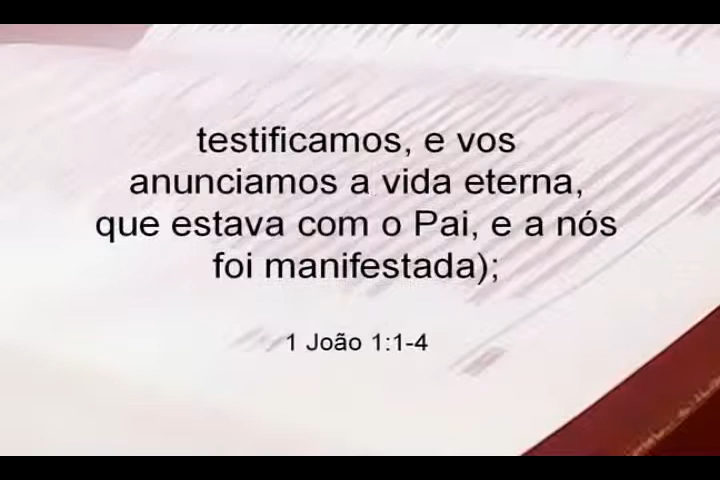 testificamos, e vos
anunciamos a vida eterna,
que estava com o Pai, e a nós
foi manifestada);
1 João 1:1-4